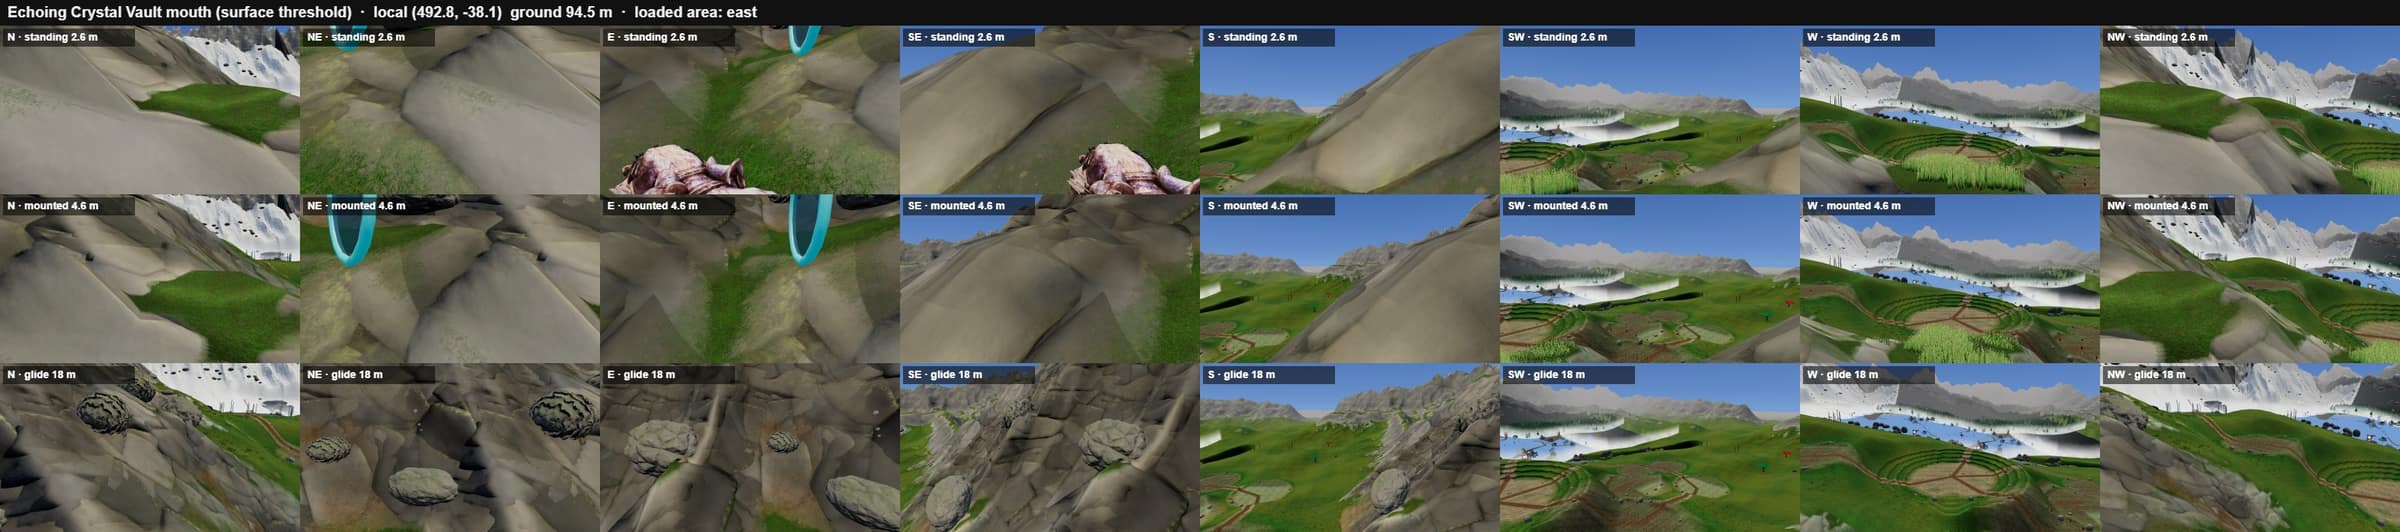 Echoing Crystal Vault mouth (surface threshold) · local (492.8, -38.1) ground 94.5 m · loaded area: east
N · standing 2.6 m
NE · standing 2.6 m
E · standing 2.6 m
SE · standing 2.6 m
S · standing 2.6 m
SW · standing 2.6 m
W · standing 2.6 m
NW · standing 2.6 m
N · mounted 4.6 m
NE · mounted 4.6 m
E · mounted 4.6 m
SE · mounted 4.6 m
S · mounted 4.6 m
SW · mounted 4.6 m
W · mounted 4.6 m
NW · mounted 4.6 m
N · glide 18 m
NE · glide 18 m
E · glide 18 m
SE · glide 18 m
S · glide 18 m
SW · glide 18 m
W · glide 18 m
NW · glide 18 m